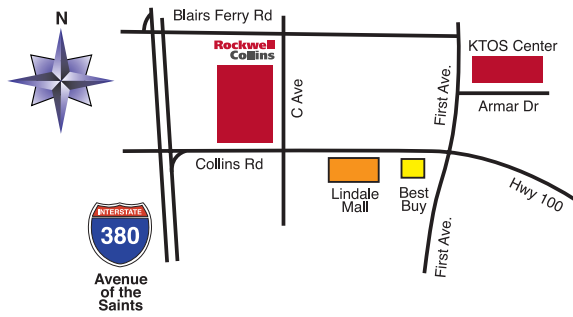 N
Blairs Ferry Rd
Rockwell
Collins
C Ave
First Ave.
KTOS Center
Armar Dr
Collins Rd
Lindale
Mall
Best
Buy
Hwy 100
First Ave.
INTERSTATE
380
Avenue
of the
Saints